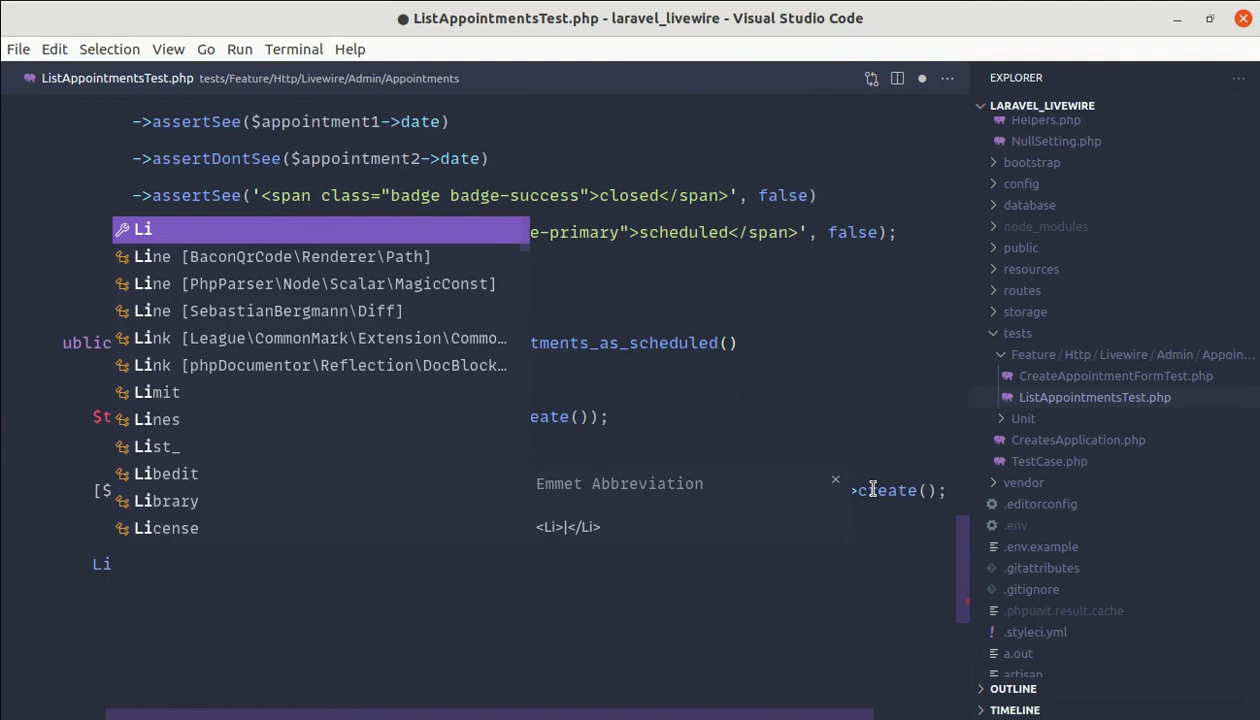 ListAppointmentsTest.php - laravel_livewire - Visual Studio Code
File Edit Selection View Go Run Terminal Help
ListAppointmentsTest.php tests/Feature/Http/Livewire/Admin/Appointments
->assertSee($appointment1->date)
->assertDontSee($appointment2->date)
->assertSee('<span class="badge badge-success">closed</span>', false)
e-primary">scheduled</span>', false);
ublic
tments_as_scheduled()
$t
eate());
[$
>create();
Li
Li
Line [BaconQrCode\Renderer\Path]
Line [PhpParser\Node\Scalar\MagicConst]
Line [SebastianBergmann\Diff]
Link [League\CommonMark\Extension\Commo...
Link [phpDocumentor\Reflection\DocBlock...
Limit
Lines
List_
Libedit
Library
License
Emmet Abbreviation
<Li>|</Li>
EXPLORER
LARAVEL_LIVEWIRE
Helpers.php
NullSetting.php
bootstrap
config
database
node_modules
public
resources
routes
storage
tests
Feature / Http / Livewire / Admin / Appoin...
CreateAppointmentFormTest.php
ListAppointmentsTest.php
Unit
CreatesApplication.php
TestCase.php
vendor
.editorconfig
.env
.env.example
.gitattributes
.gitignore
.phpunit.result.cache
.styleci.yml
a.out
artisan
OUTLINE
TIMELINE